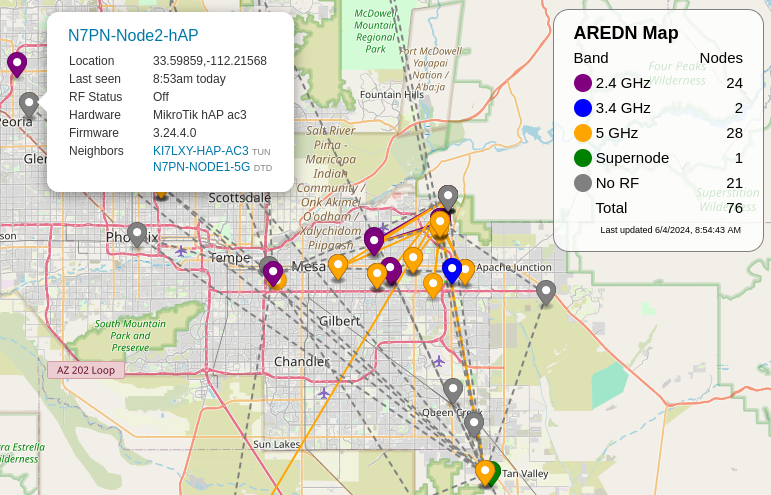 N7PN-Node2-hAP
Location 33.59859,-112.21568
Last seen 8:53am today
RF Status Off
Hardware MikroTik hAP ac3
Firmware 3.24.4.0
Neighbors KI7LXY-HAP-AC3 TUN
N7PN-NODE1-5G DTD
AREDN Map
Band Nodes
2.4 GHz 24
3.4 GHz 2
5 GHz 28
Supernode 1
No RF 21
Total 76
Last updated 6/4/2024, 8:54:43 AM
Four Peaks
Wilderness
Superstition
Wilderness
McDowell
Mountain
Regional
Park
Fort McDowell
Yavapai
Nation /
A'ba:ja
Fountain Hills
Peoria
Glen
Salt River
Pima -
Maricopa
Indian
Community /
Onk Akimel
O'odham /
Xalychidom
Piipaash
Scottsdale
Phoenix
son
Tempe
Mesa
Apache Junction
Gilbert
South Mountain
Park and
Preserve
Chandler
AZ 202 Loop
Queen Creek
Sun Lakes
ra Estrella
ilderness
Tan Valley